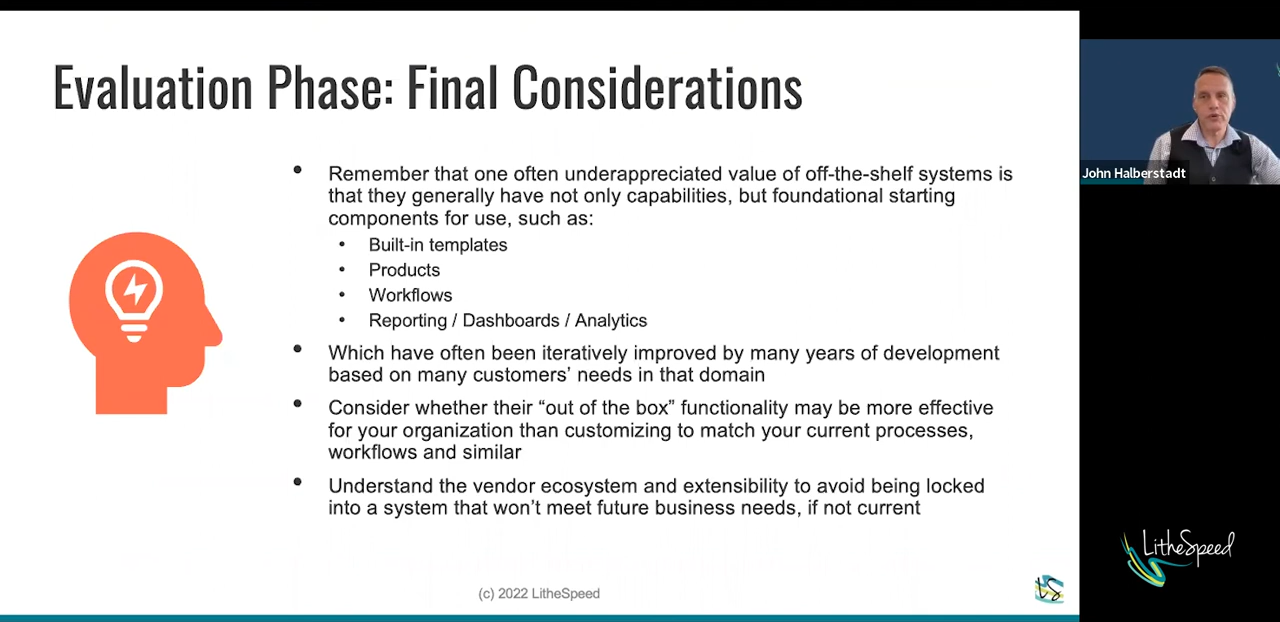 Evaluation Phase: Final Considerations
• Remember that one often underappreciated value of off-the-shelf systems is
that they generally have not only capabilities, but foundational starting
components for use, such as:
• Built-in templates
• Products
• Workflows
• Reporting / Dashboards / Analytics
• Which have often been iteratively improved by many years of development
based on many customers’ needs in that domain
• Consider whether their “out of the box” functionality may be more effective
for your organization than customizing to match your current processes,
workflows and similar
• Understand the vendor ecosystem and extensibility to avoid being locked
into a system that won’t meet future business needs, if not current
(c) 2022 LitheSpeed
LS
John Halberstadt
LitheSpeed